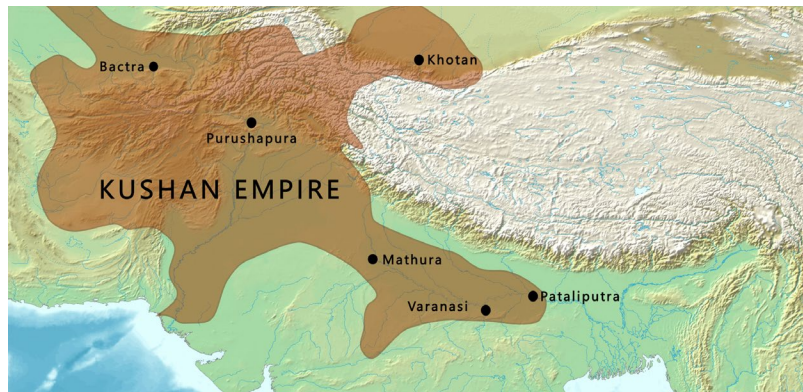 Bactra
Khotan
Purushapura
KUSHAN EMPIRE
Mathura
Varanasi
Pataliputra